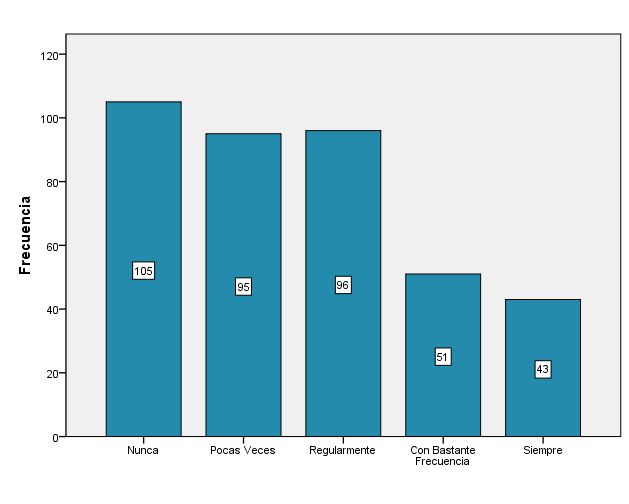 Frecuencia
120
100
80
60
40
20
0
105
95
96
51
43
Nunca
Pocas Veces
Regularmente
Con Bastante
Frecuencia
Siempre